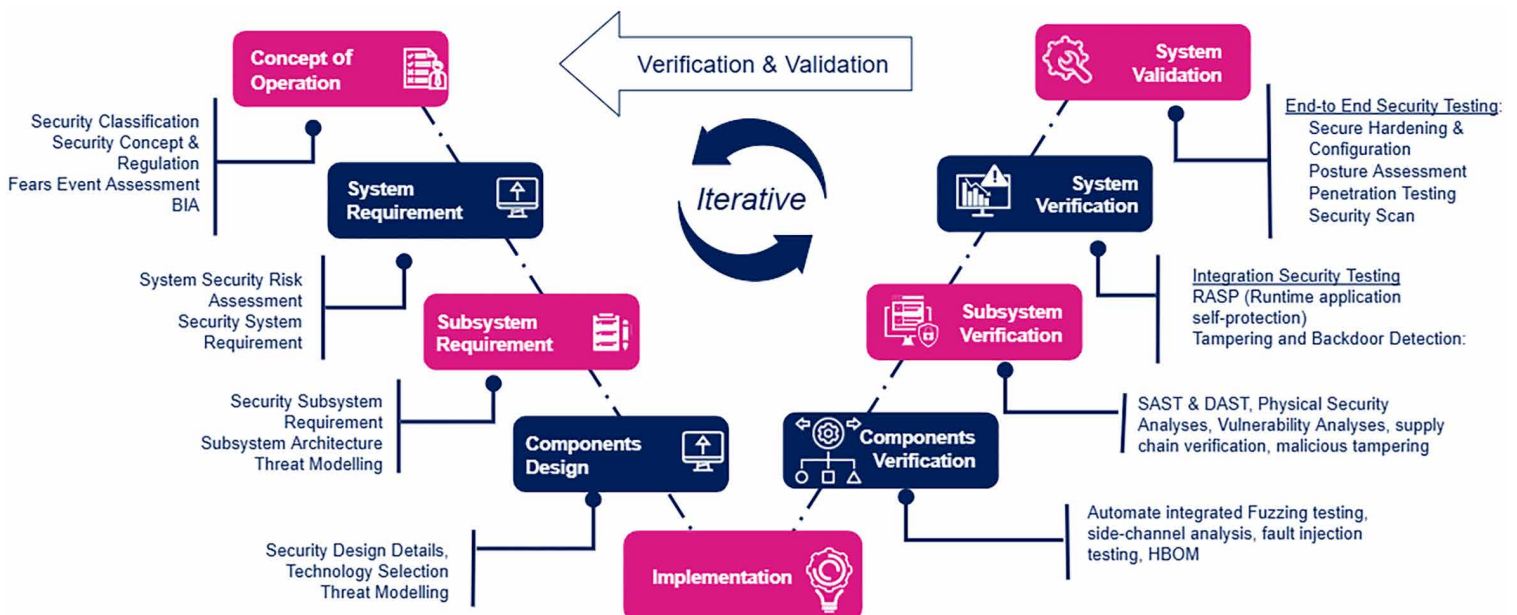 Concept of
Operation
Verification & Validation
System
Validation
Security Classification
Security Concept &
Regulation
Fears Event Assessment
BIA
System
Requirement
Iterative
System
Verification
End-to End Security Testing:
Secure Hardening &
Configuration
Posture Assessment
Penetration Testing
Security Scan
System Security Risk
Assessment
Security System
Requirement
Subsystem
Requirement
Subsystem
Verification
Integration Security Testing
RASP (Runtime application
self-protection)
Tampering and Backdoor Detection:
Security Subsystem
Requirement
Subsystem Architecture
Threat Modelling
Components
Design
Components
Verification
SAST & DAST, Physical Security
Analyses, Vulnerability Analyses, supply
chain verification, malicious tampering
Security Design Details,
Technology Selection
Threat Modelling
Implementation
Automate integrated Fuzzing testing,
side-channel analysis, fault injection
testing, HBOM